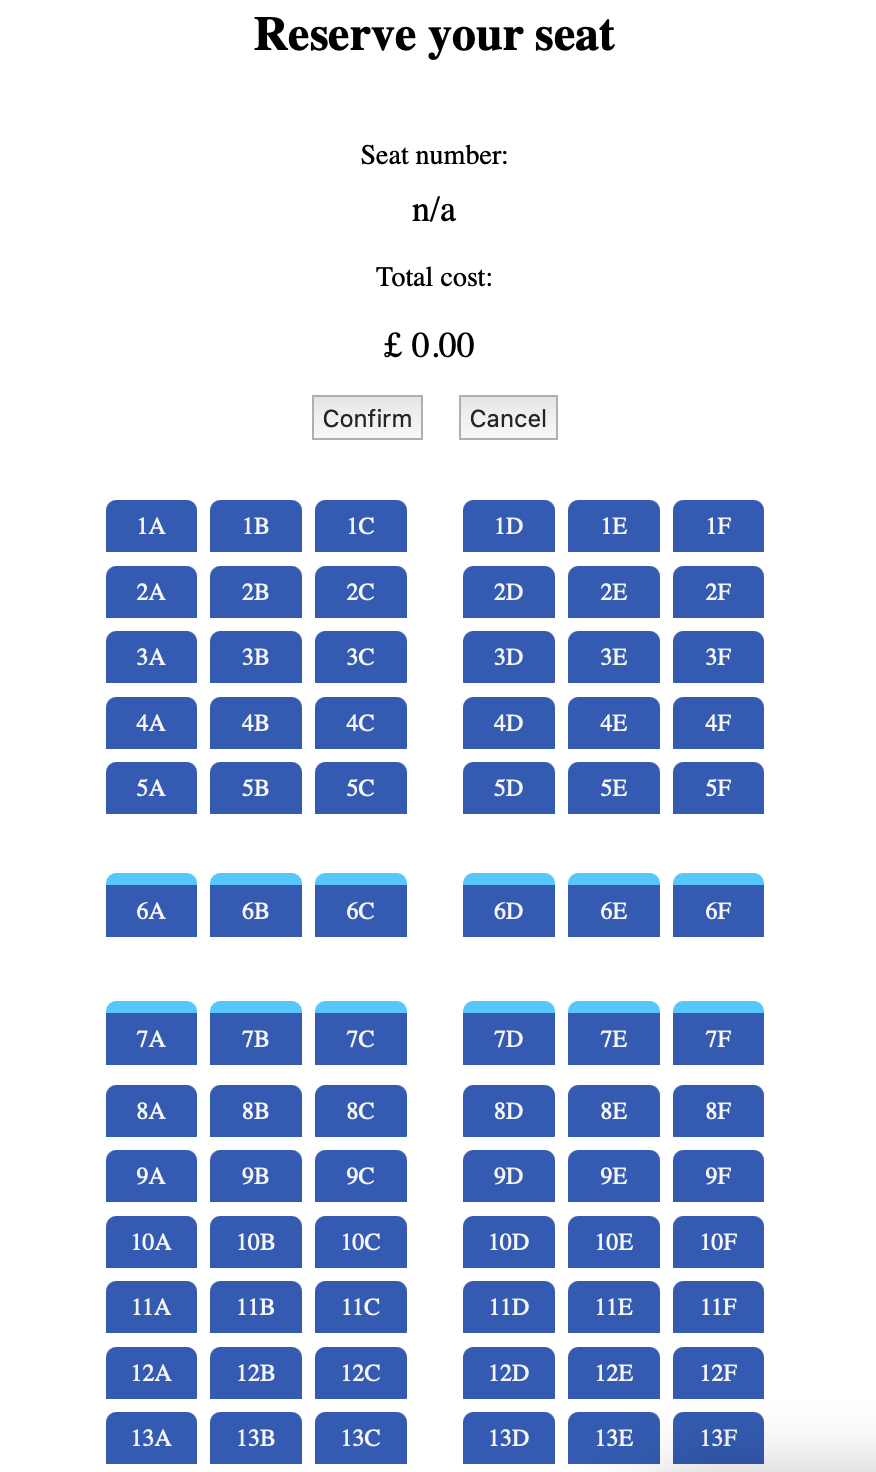 Reserve your seat
Seat number:
n/a
Total cost:
£ 0.00
Confirm Cancel
1A 1B 1C 1D 1E 1F
2A 2B 2C 2D 2E 2F
3A 3B 3C 3D 3E 3F
4A 4B 4C 4D 4E 4F
5A 5B 5C 5D 5E 5F
6A 6B 6C 6D 6E 6F
7A 7B 7C 7D 7E 7F
8A 8B 8C 8D 8E 8F
9A 9B 9C 9D 9E 9F
10A 10B 10C 10D 10E 10F
11A 11B 11C 11D 11E 11F
12A 12B 12C 12D 12E 12F
13A 13B 13C 13D 13E 13F